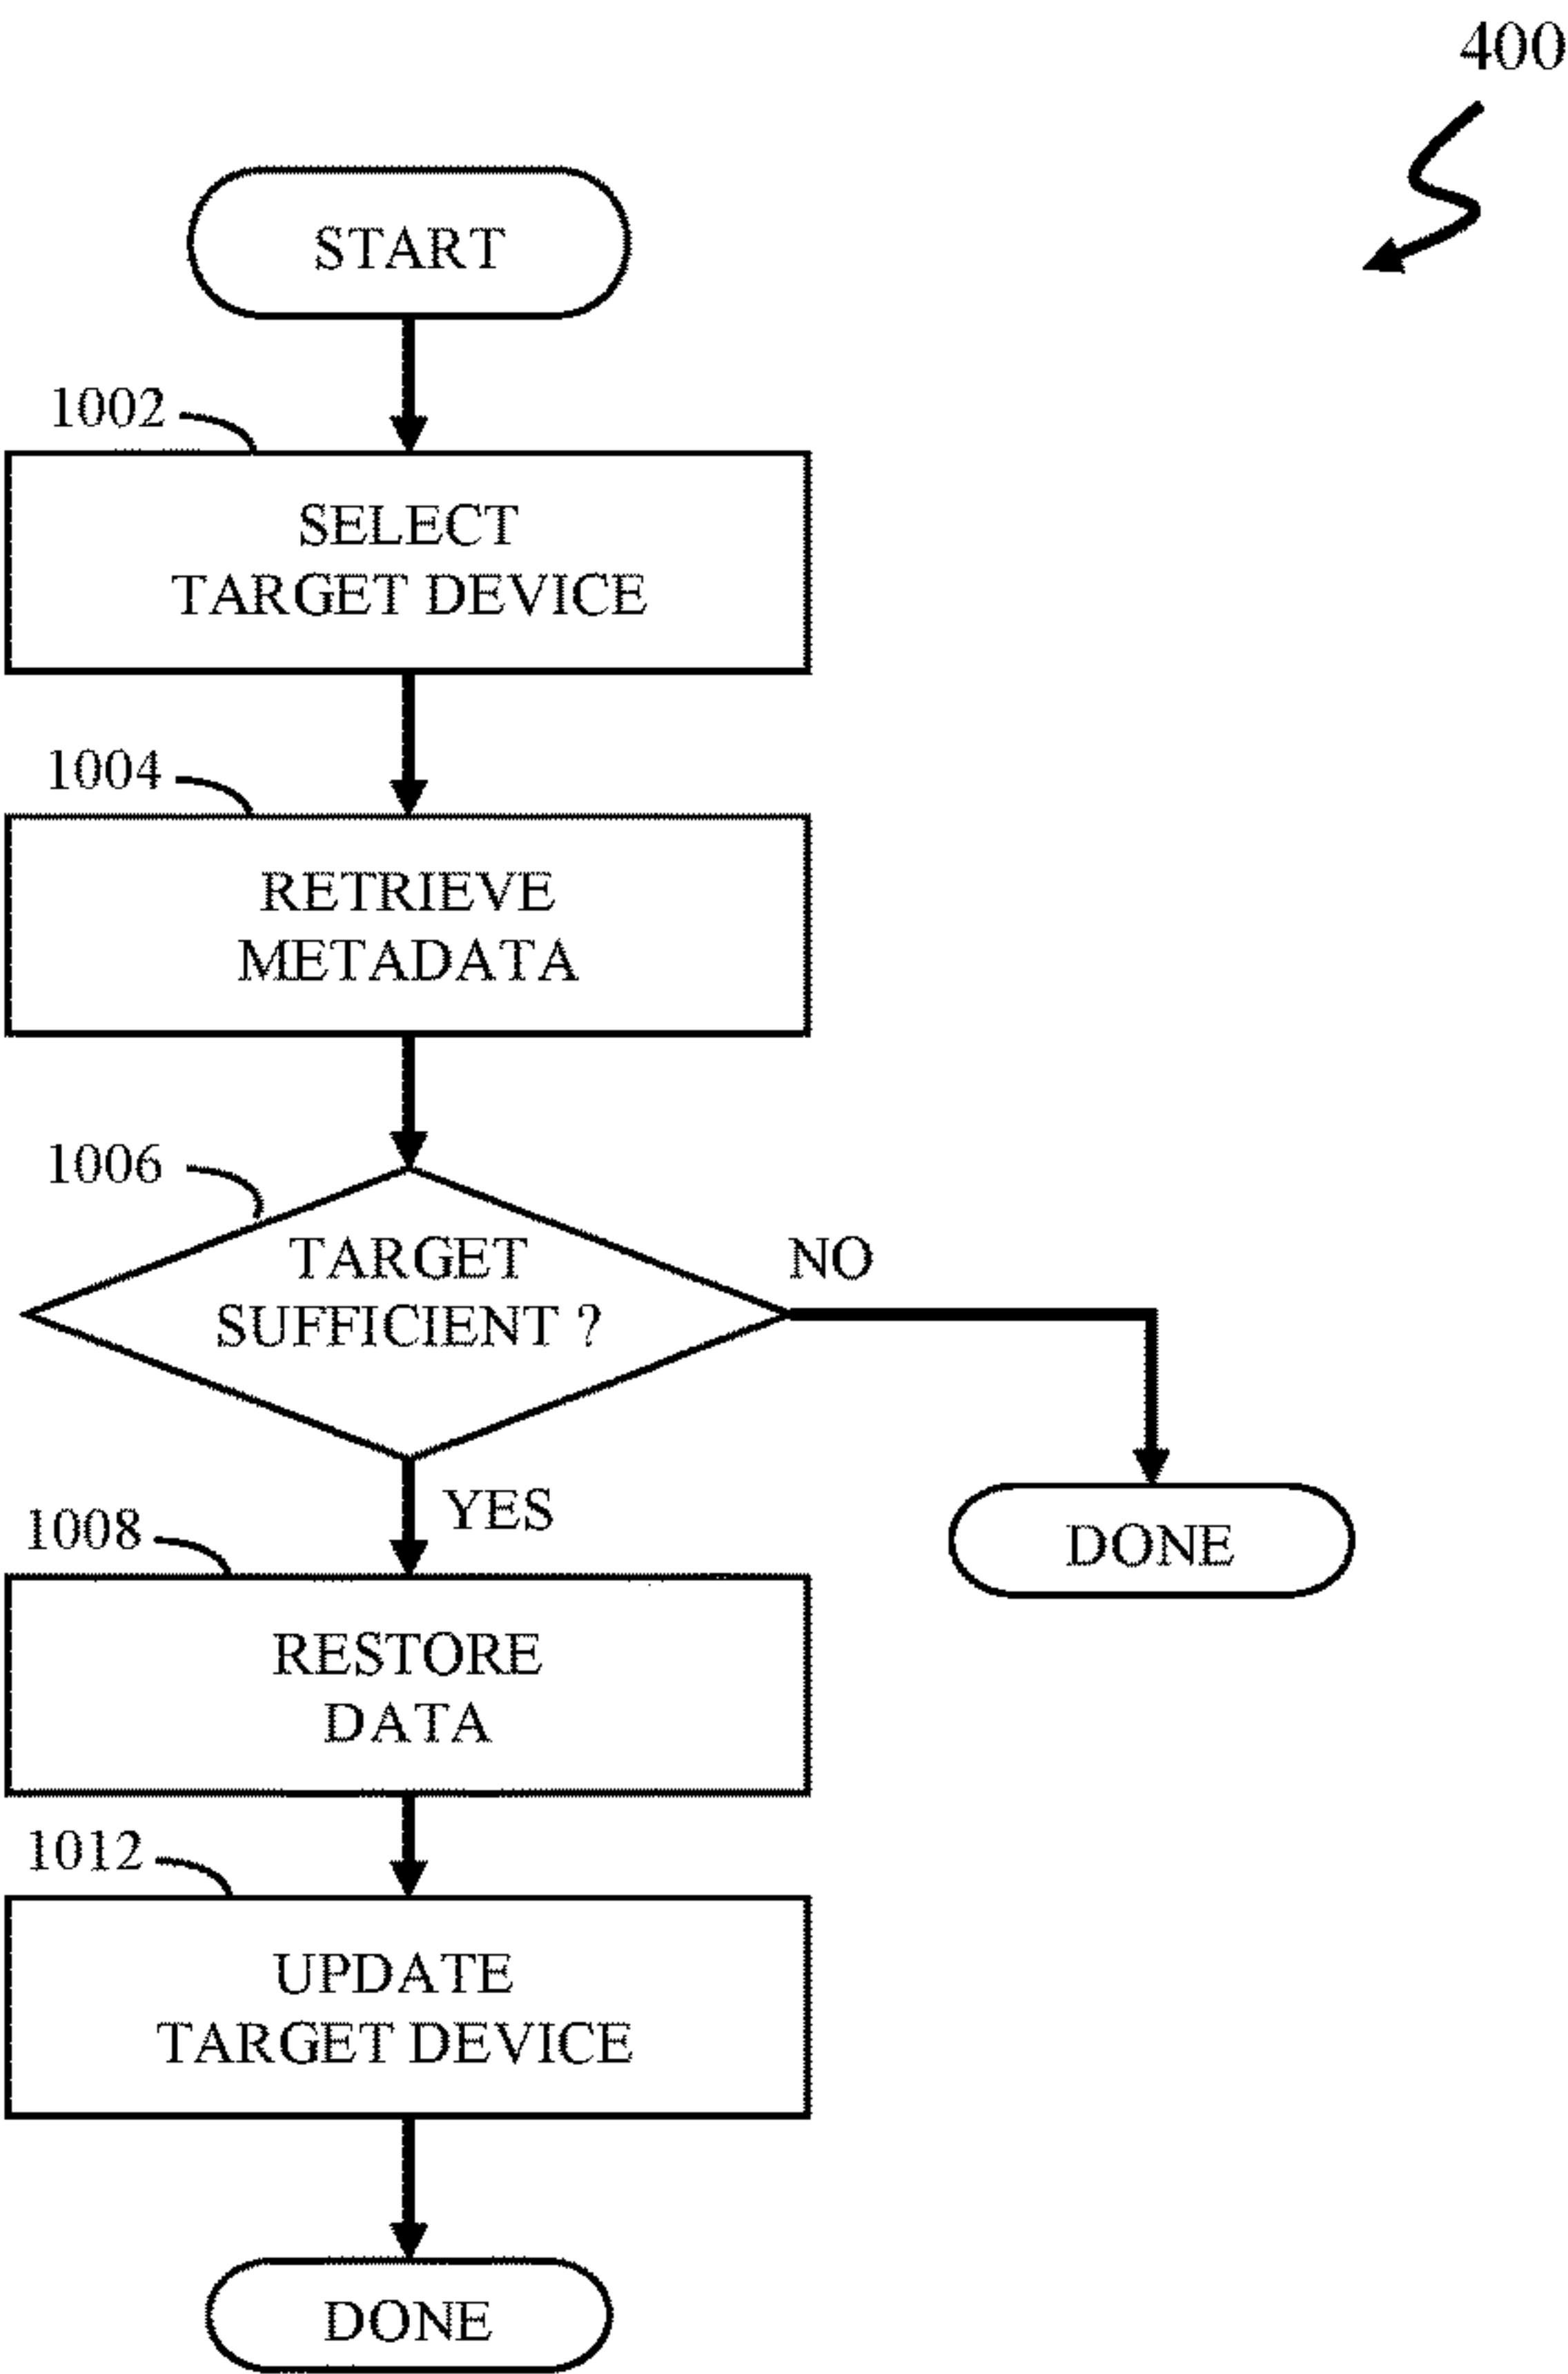 400
START
1002
SELECT
TARGET DEVICE
1004
RETRIEVE
METADATA
1006
TARGET
SUFFICIENT ?
NO
YES
DONE
1008
RESTORE
DATA
1012
UPDATE
TARGET DEVICE
DONE